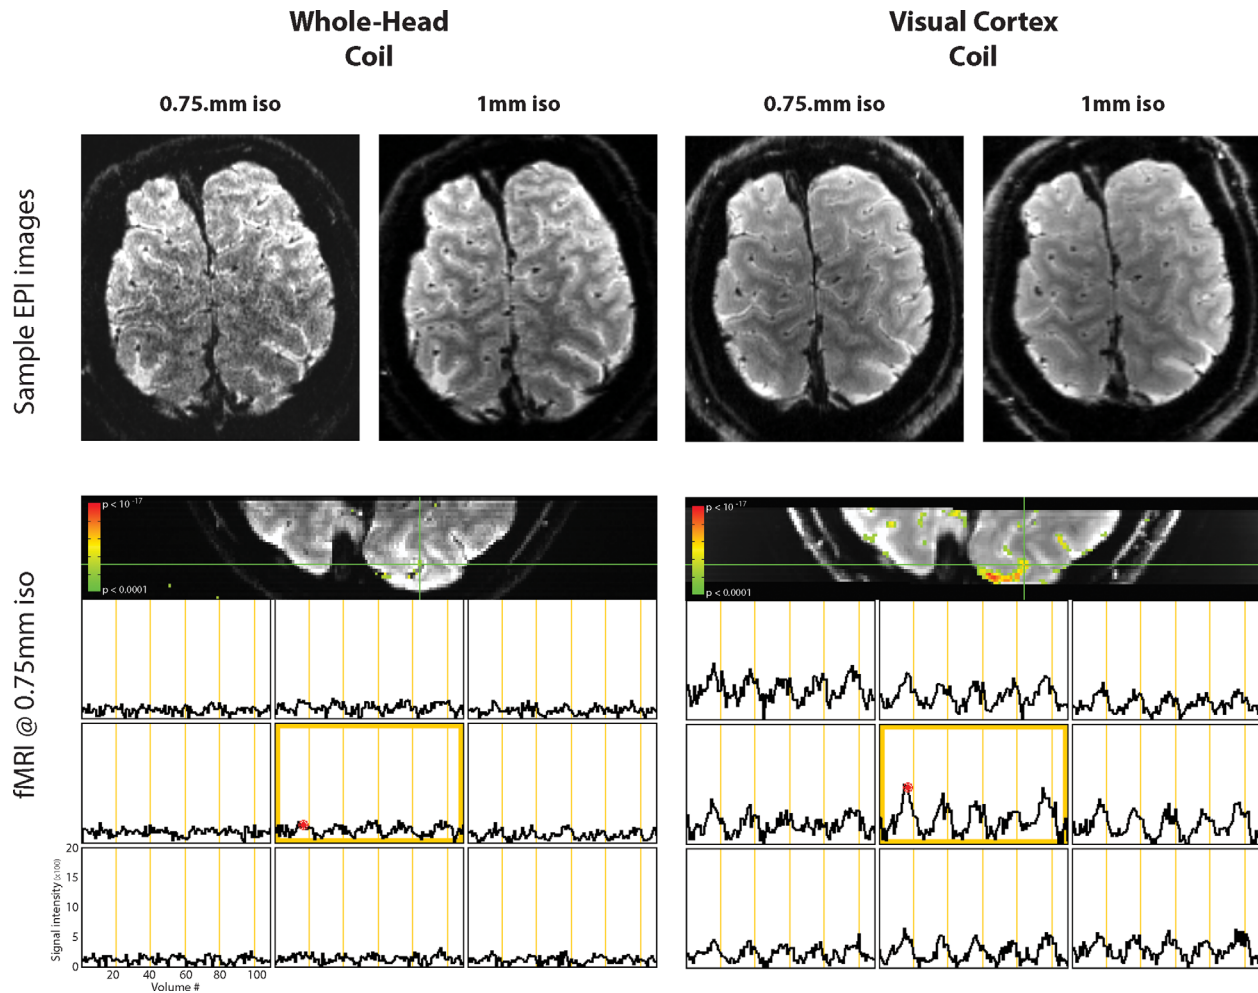 Whole-Head
Coil
Visual Cortex
Coil
0.75.mm iso
1mm iso
0.75.mm iso
1mm iso
Sample EPI images
p < 10 -17
p < 0.0001
p < 10 -17
p < 0.0001
fMRI @ 0.75mm iso
Signal intensity (x100)
20
15
10
5
0
20 40 60 80 100
Volume #